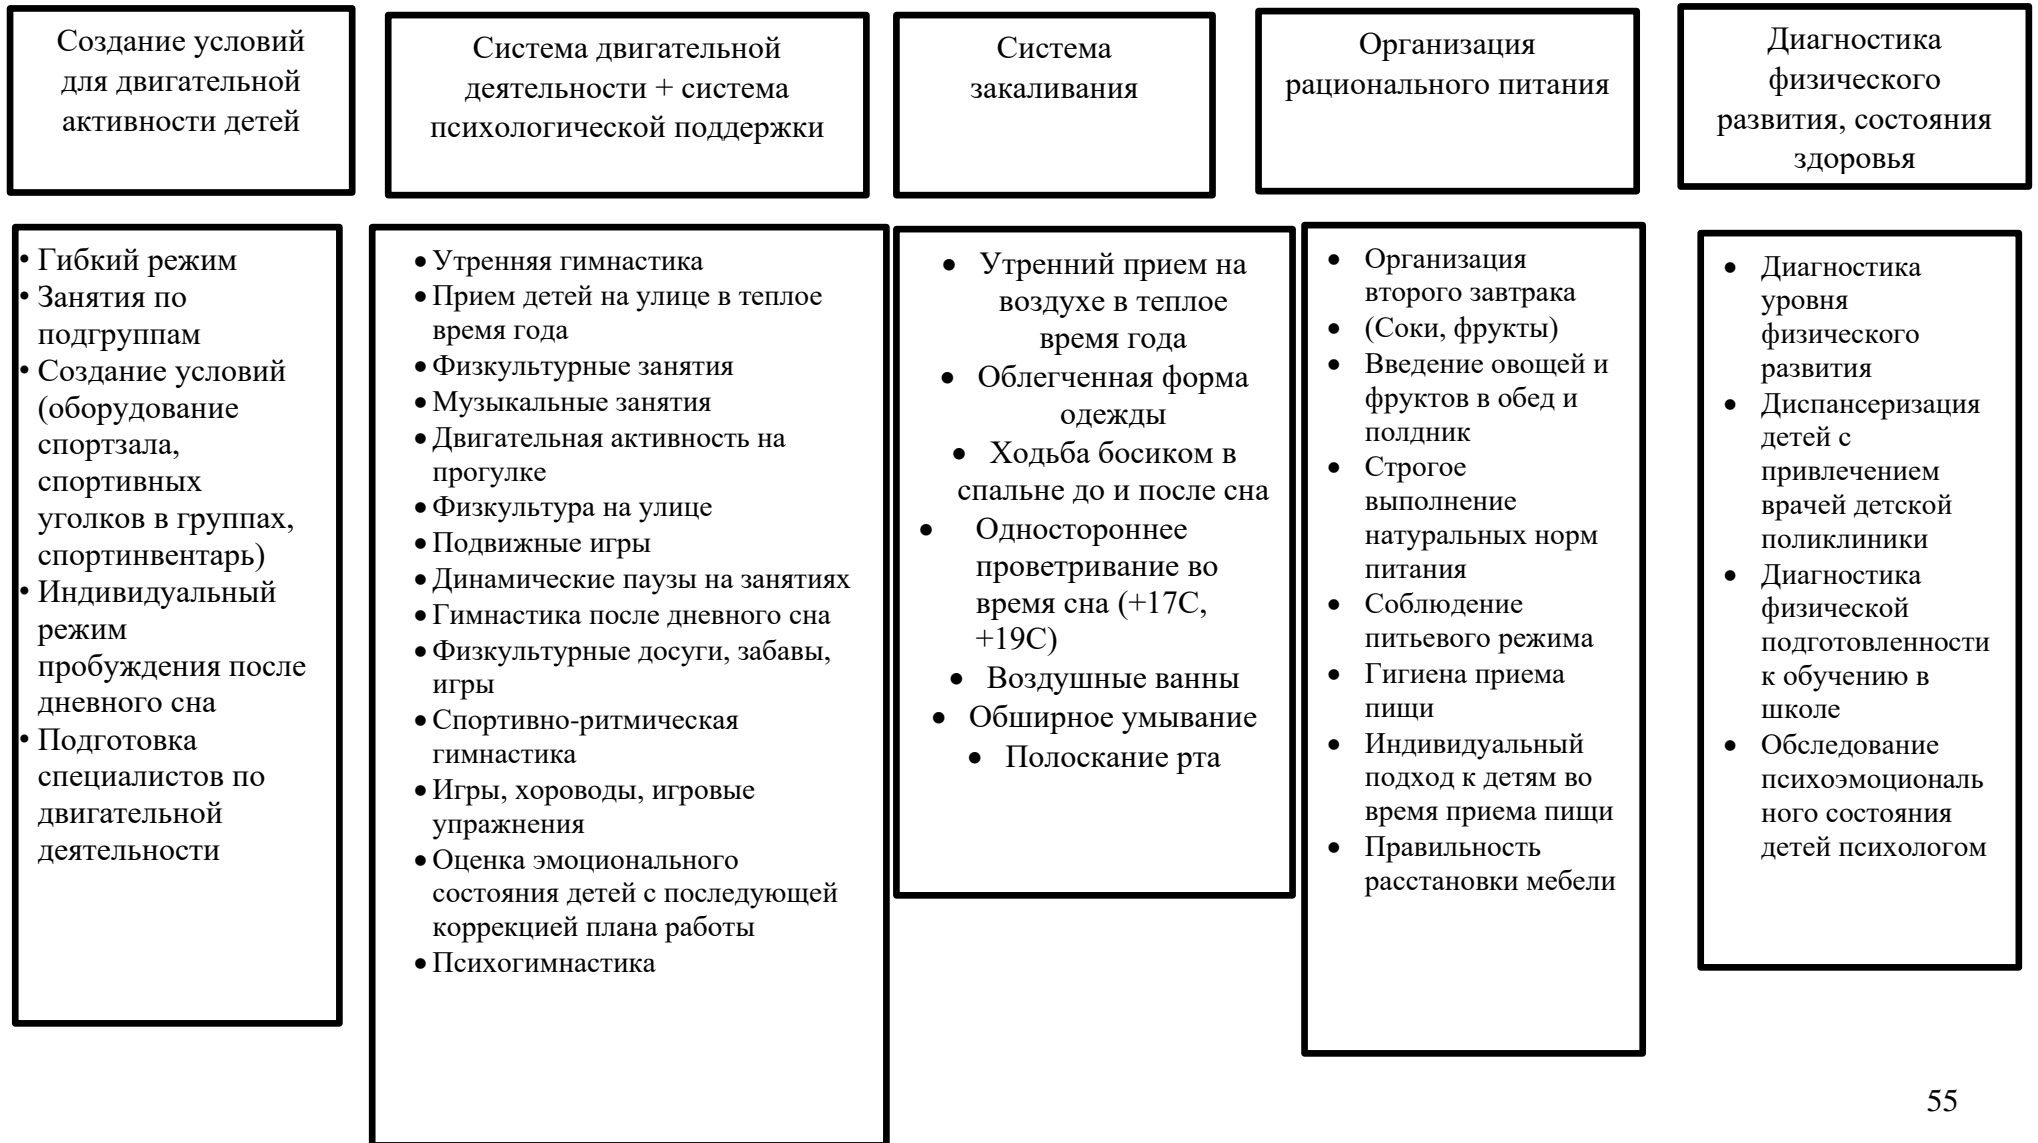 Создание условий
для двигательной
активности детей
Система двигательной
деятельности + система
психологической поддержки
Система
закаливания
Организация
рационального питания
Диагностика
физического
развития, состояния
здоровья
• Гибкий режим
• Занятия по
подгруппам
• Создание условий
(оборудование
спортзала,
спортивных
уголков в группах,
спортинвентарь)
• Индивидуальный
режим
пробуждения после
дневного сна
• Подготовка
специалистов по
двигательной
деятельности
• Утренняя гимнастика
• Прием детей на улице в теплое
время года
• Физкультурные занятия
• Музыкальные занятия
• Двигательная активность на
прогулке
• Физкультура на улице
• Подвижные игры
• Динамические паузы на занятиях
• Гимнастика после дневного сна
• Физкультурные досуги, забавы,
игры
• Спортивно-ритмическая
гимнастика
• Игры, хороводы, игровые
упражнения
• Оценка эмоционального
состояния детей с последующей
коррекцией плана работы
• Психогимнастика
• Утренний прием на
воздухе в теплое
время года
• Облегченная форма
одежды
• Ходьба босиком в
спальне до и после сна
• Одностороннее
проветривание во
время сна (+17С,
+19С)
• Воздушные ванны
• Обширное умывание
• Полоскание рта
• Организация
второго завтрака
• (Соки, фрукты)
• Введение овощей и
фруктов в обед и
полдник
• Строгое
выполнение
натуральных норм
питания
• Соблюдение
питьевого режима
• Гигиена приема
пищи
• Индивидуальный
подход к детям во
время приема пищи
• Правильность
расстановки мебели
• Диагностика
уровня
физического
развития
• Диспансеризация
детей с
привлечением
врачей детской
поликлиники
• Диагностика
физической
подготовленности
к обучению в
школе
• Обследование
психоэмоциональ
ного состояния
детей психологом
55